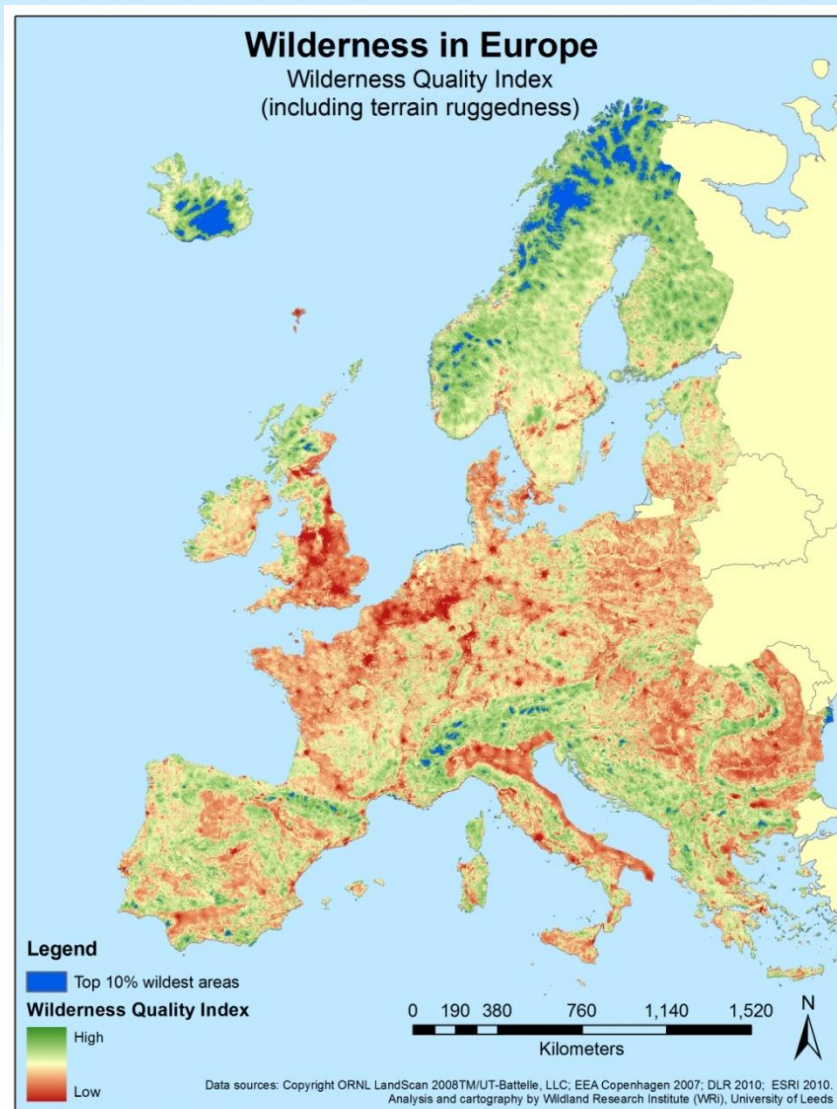 Wilderness in Europe
Wilderness Quality Index
(including terrain ruggedness)
Legend
Top 10% wildest areas
Wilderness Quality Index
High
Low
0 190 380 760 1,140 1,520
Kilometers
N
Data sources: Copyright ORNL LandScan 2008TM/UT-Battelle, LLC; EEA Copenhagen 2007; DLR 2010; ESRI 2010.
Analysis and cartography by Wildland Research Institute (WRi), University of Leeds